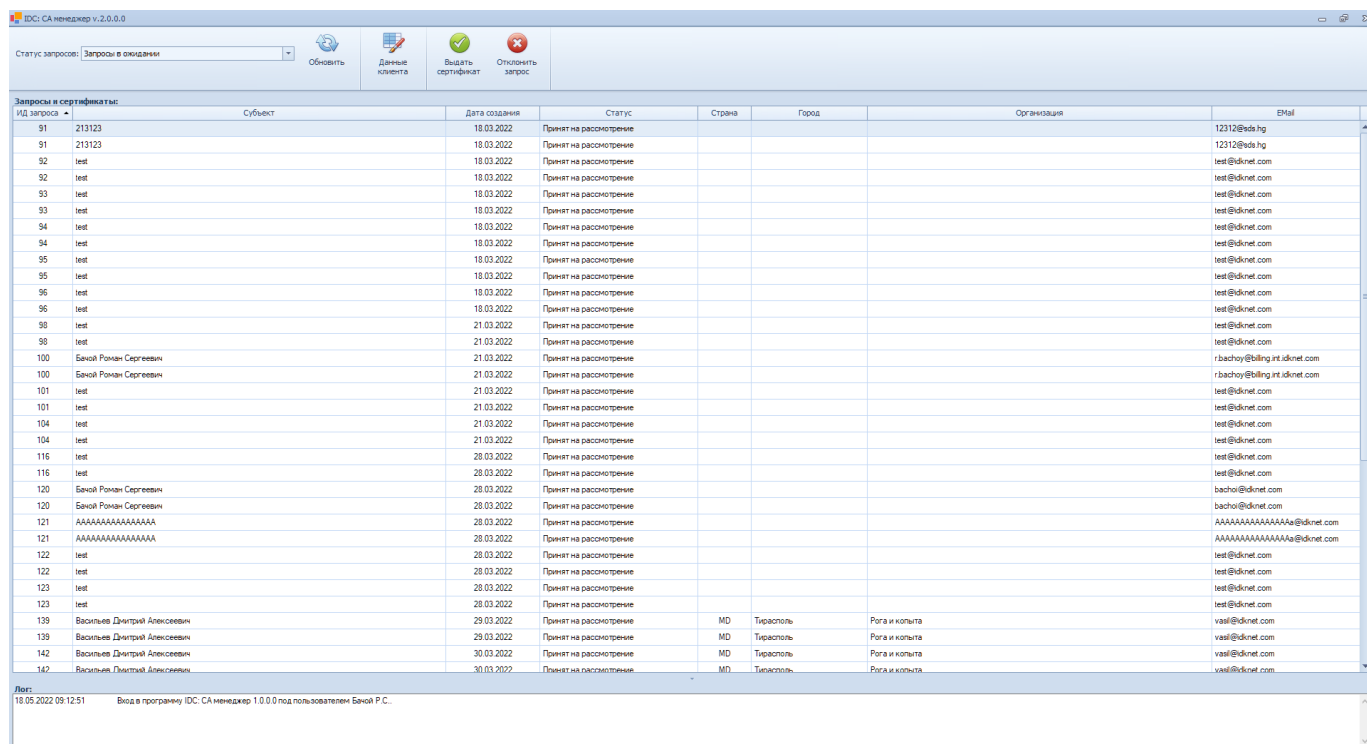 IDC: CA менеджер v.2.0.0.0
Статус запросов: Запросы в ожидании
Обновить
Данные клиента
Выдать сертификат
Отклонить запрос
Запросы и сертификаты:
ИД запроса Субъект Дата создания Статус Страна Город Организация EMail
91 213123 18.03.2022 Принят на рассмотрение 12312@sds.hg
91 213123 18.03.2022 Принят на рассмотрение 12312@sds.hg
92 test 18.03.2022 Принят на рассмотрение test@idknet.com
92 test 18.03.2022 Принят на рассмотрение test@idknet.com
93 test 18.03.2022 Принят на рассмотрение test@idknet.com
93 test 18.03.2022 Принят на рассмотрение test@idknet.com
94 test 18.03.2022 Принят на рассмотрение test@idknet.com
94 test 18.03.2022 Принят на рассмотрение test@idknet.com
95 test 18.03.2022 Принят на рассмотрение test@idknet.com
95 test 18.03.2022 Принят на рассмотрение test@idknet.com
96 test 18.03.2022 Принят на рассмотрение test@idknet.com
96 test 18.03.2022 Принят на рассмотрение test@idknet.com
98 test 21.03.2022 Принят на рассмотрение test@idknet.com
98 test 21.03.2022 Принят на рассмотрение test@idknet.com
100 Бачой Роман Сергеевич 21.03.2022 Принят на рассмотрение r.bachoy@billing.int.idknet.com
100 Бачой Роман Сергеевич 21.03.2022 Принят на рассмотрение r.bachoy@billing.int.idknet.com
101 test 21.03.2022 Принят на рассмотрение test@idknet.com
101 test 21.03.2022 Принят на рассмотрение test@idknet.com
104 test 21.03.2022 Принят на рассмотрение test@idknet.com
104 test 21.03.2022 Принят на рассмотрение test@idknet.com
116 test 28.03.2022 Принят на рассмотрение test@idknet.com
116 test 28.03.2022 Принят на рассмотрение test@idknet.com
120 Бачой Роман Сергеевич 28.03.2022 Принят на рассмотрение bachoi@idknet.com
120 Бачой Роман Сергеевич 28.03.2022 Принят на рассмотрение bachoi@idknet.com
121 AAAAAAAAAAAAAAAA 28.03.2022 Принят на рассмотрение AAAAAAAAAAAAAAAa@idknet.com
121 AAAAAAAAAAAAAAAA 28.03.2022 Принят на рассмотрение AAAAAAAAAAAAAAAa@idknet.com
122 test 28.03.2022 Принят на рассмотрение test@idknet.com
122 test 28.03.2022 Принят на рассмотрение test@idknet.com
123 test 28.03.2022 Принят на рассмотрение test@idknet.com
123 test 28.03.2022 Принят на рассмотрение test@idknet.com
139 Васильев Дмитрий Алексеевич 29.03.2022 Принят на рассмотрение MD Тирасполь Рога и копыта vasil@idknet.com
139 Васильев Дмитрий Алексеевич 29.03.2022 Принят на рассмотрение MD Тирасполь Рога и копыта vasil@idknet.com
142 Васильев Дмитрий Алексеевич 30.03.2022 Принят на рассмотрение MD Тирасполь Рога и копыта vasil@idknet.com
142 Васильев Дмитрий Алексеевич 30.03.2022 Принят на рассмотрение MD Тирасполь Рога и копыта vasil@idknet.com
Лог:
18.05.2022 09:12:51 Вход в программу IDC: CA менеджер 1.0.0.0 под пользователем Бачой Р.С..